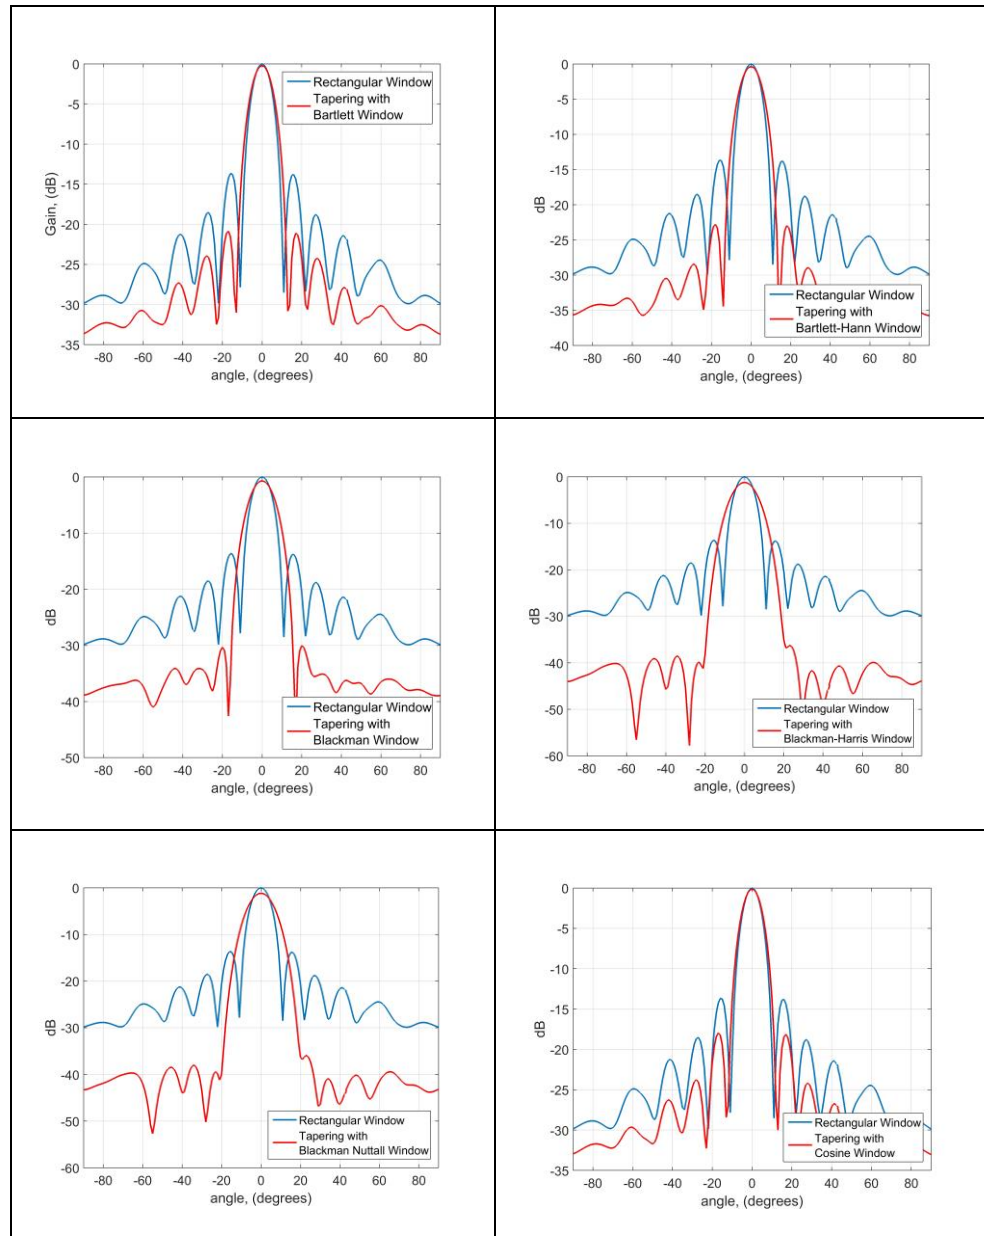 0
-5
-10
-15
-20
-25
-30
-35
Gain, (dB)
-80 -60 -40 -20 0 20 40 60 80
angle, (degrees)
Rectangular Window
Tapering with
Bartlett Window
0
-5
-10
-15
-20
-25
-30
-35
-40
dB
-80 -60 -40 -20 0 20 40 60 80
angle, (degrees)
Rectangular Window
Tapering with
Bartlett-Hann Window
0
-10
-20
-30
-40
-50
dB
-80 -60 -40 -20 0 20 40 60 80
angle, (degrees)
Rectangular Window
Tapering with
Blackman Window
0
-10
-20
-30
-40
-50
-60
dB
-80 -60 -40 -20 0 20 40 60 80
angle, (degrees)
Rectangular Window
Tapering with
Blackman-Harris Window
0
-10
-20
-30
-40
-50
-60
dB
-80 -60 -40 -20 0 20 40 60 80
angle, (degrees)
Rectangular Window
Tapering with
Blackman Nuttall Window
0
-5
-10
-15
-20
-25
-30
-35
dB
-80 -60 -40 -20 0 20 40 60 80
angle, (degrees)
Rectangular Window
Tapering with
Cosine Window